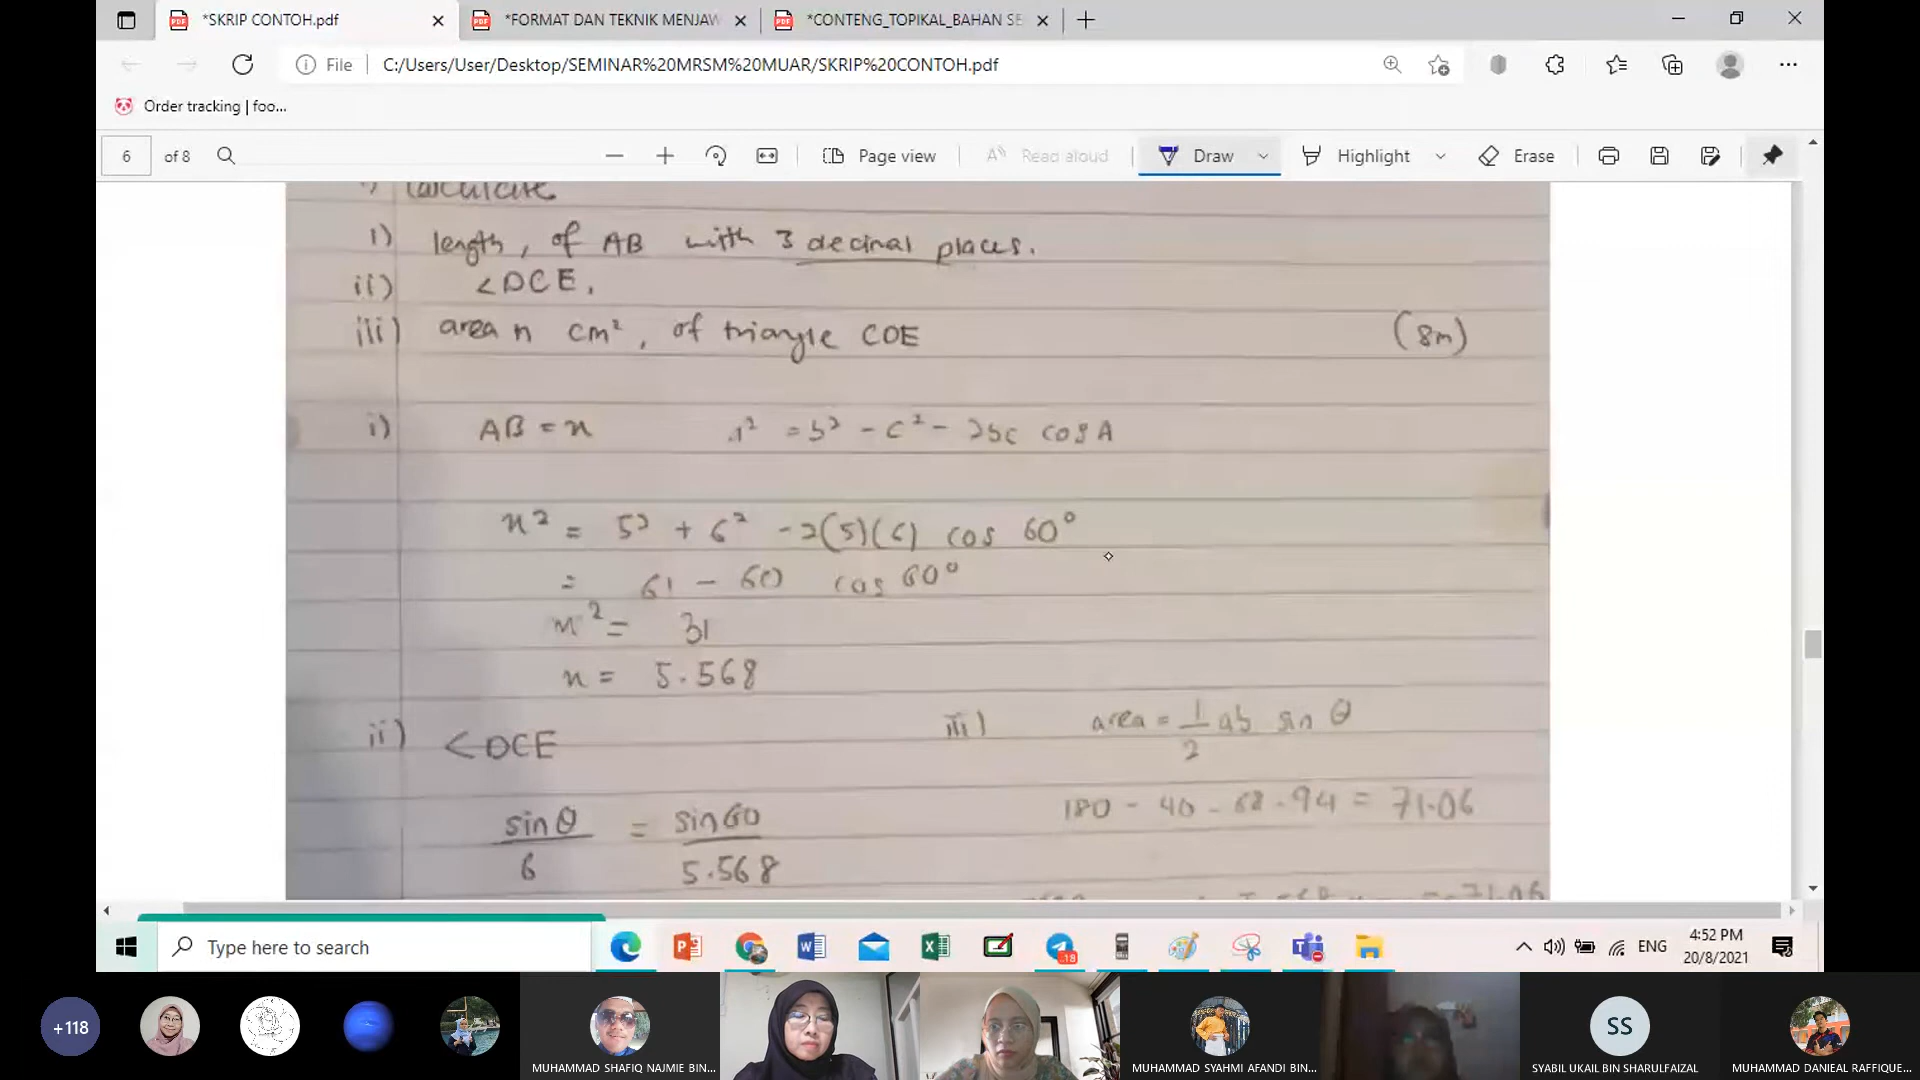 *SKRIP CONTOH.pdf
*FORMAT DAN TEKNIK MENJAW
*CONTENG_TOPIKAL_BAHAN SE
File
C:/Users/User/Desktop/SEMINAR%20MRSM%20MUAR/SKRIP%20CONTOH.pdf
Order tracking | foo...
6 of 8
Page view
Read aloud
Draw
Highlight
Erase
calculate
i) length, of AB with 3 decimal places.
ii) <DCE.
iii) area n cm², of triangle CDE (8m)
i) AB = x a² = b² - c² - 2bc cos A
x² = 5² + 6² - 2(5)(6) cos 60°
= 61 - 60 cos 60°
x² = 31
x = 5.568
ii) <DCE
iii) area = 1/2 ab sin θ
180 - 40 - 68.94 = 71.06
sin θ / 6 = sin 60 / 5.568
71.06
Type here to search
18
ENG
4:52 PM
20/8/2021
+118
MUHAMMAD SHAFIQ NAJMIE BIN...
MUHAMMAD SYAHMI AFANDI BIN...
SS
SYABIL UKAIL BIN SHARULFAIZAL
MUHAMMAD DANIEAL RAFFIQUE...